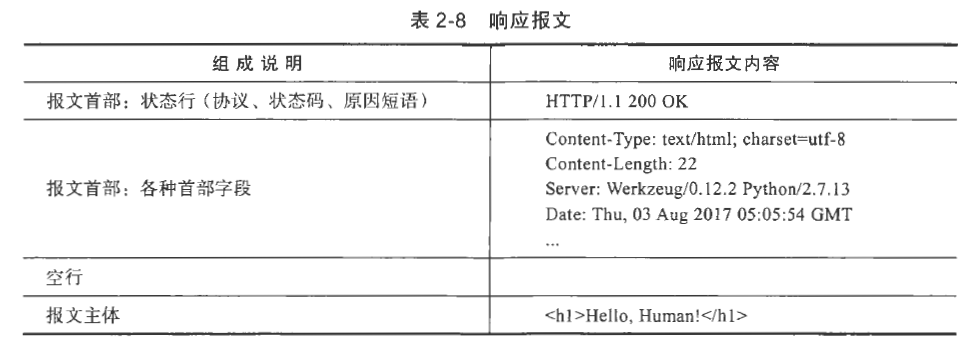 表 2-8 响应报文
组成说明 响应报文内容
报文首部：状态行（协议、状态码、原因短语） HTTP/1.1 200 OK
报文首部：各种首部字段
Content-Type: text/html; charset=utf-8
Content-Length: 22
Server: Werkzeug/0.12.2 Python/2.7.13
Date: Thu, 03 Aug 2017 05:05:54 GMT
...
空行
报文主体 <h1>Hello, Human!</h1>